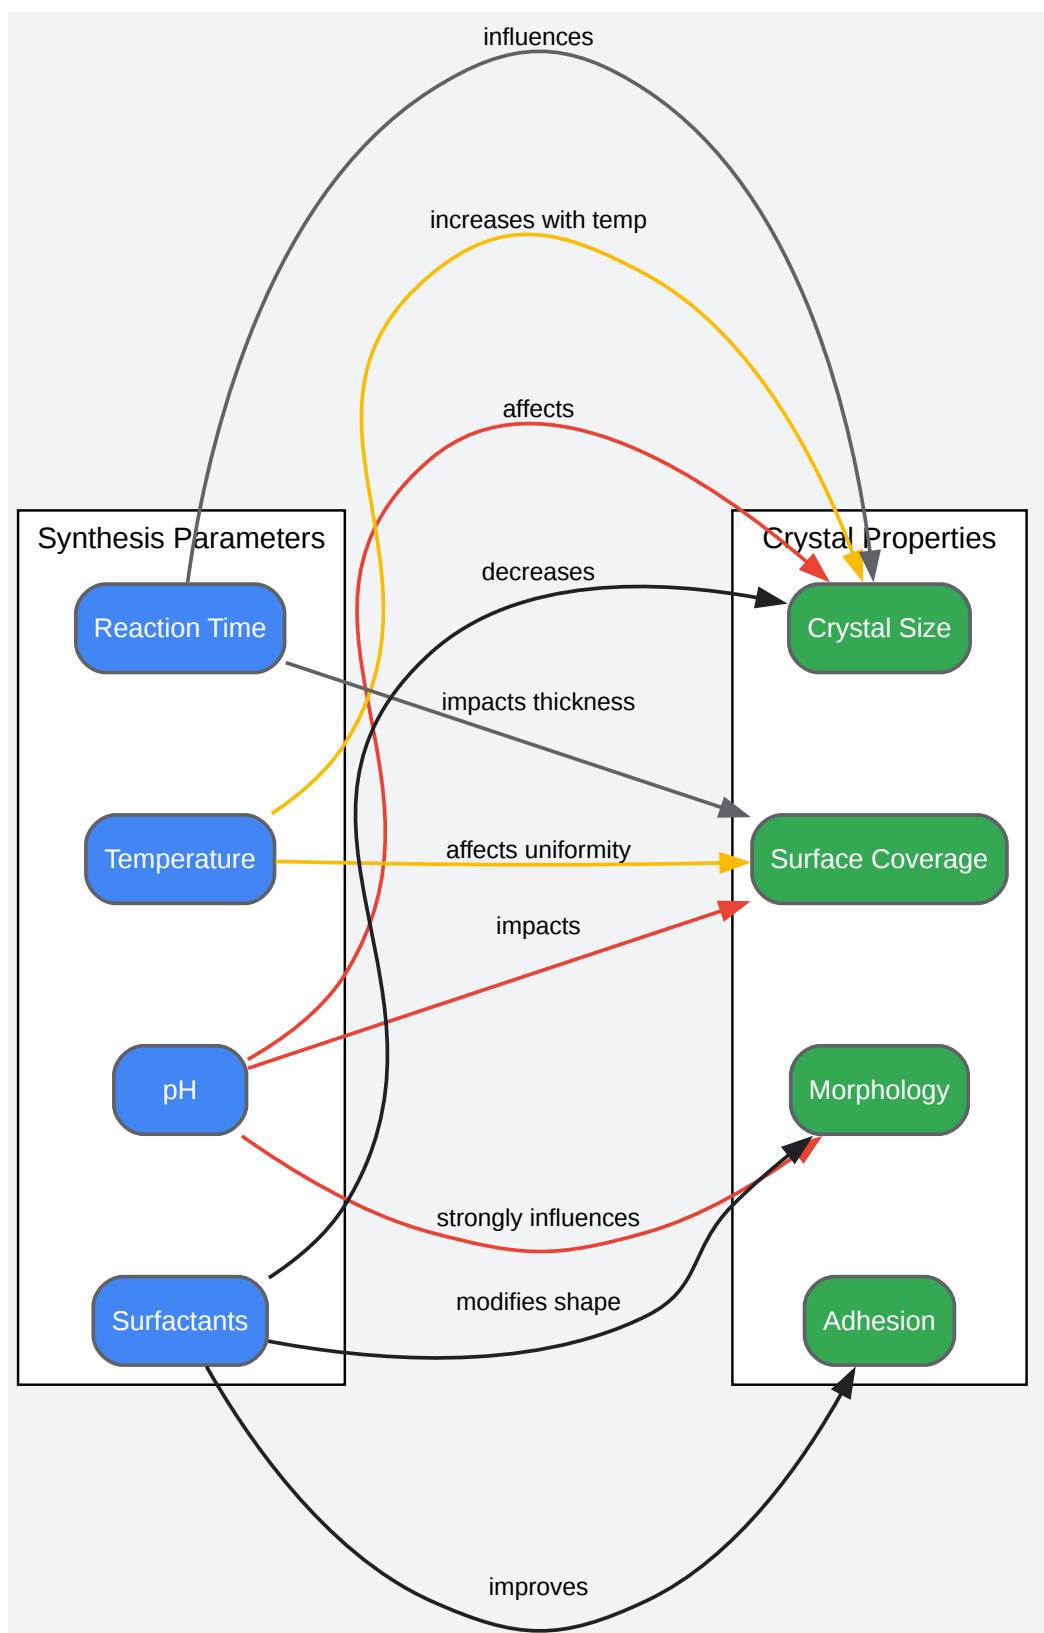 influences
increases with temp
affects
Synthesis Parameters
Crystal Properties
decreases
Reaction Time
Crystal Size
impacts thickness
affects uniformity
Temperature
Surface Coverage
impacts
pH
Morphology
strongly influences
modifies shape
Surfactants
Adhesion
improves